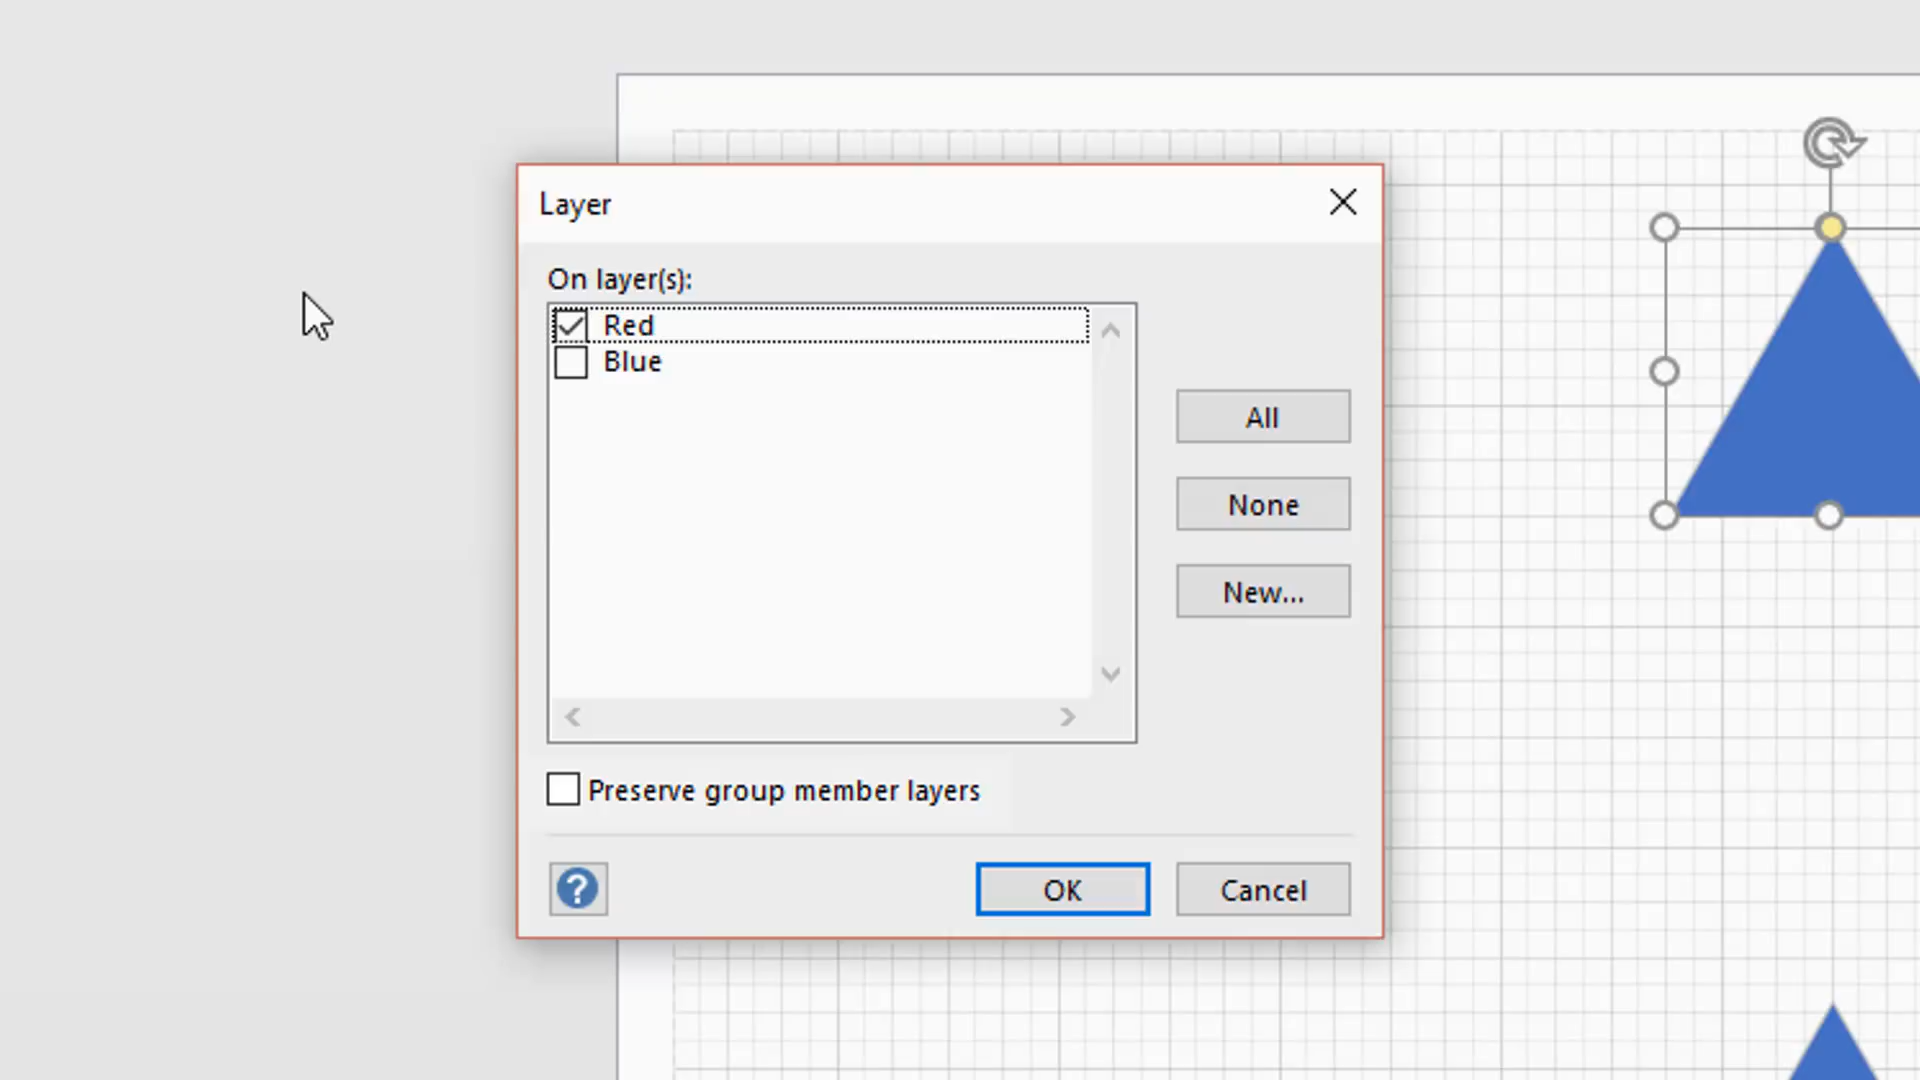 Layer
On layer(s):
Red
Blue
All
None
New...
Preserve group member layers
?
OK
Cancel